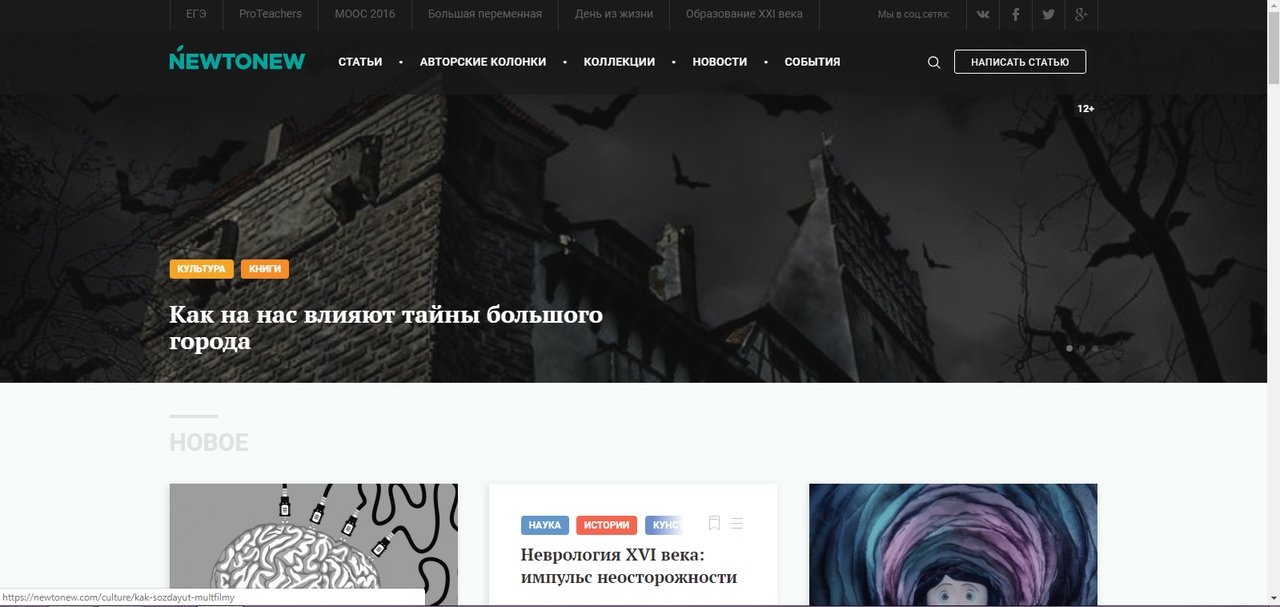 ЕГЭ ProTeachers MOOC 2016 Большая переменная День из жизни Образование XXI века Мы в соц.сетях:
NEWTONEW СТАТЬИ • АВТОРСКИЕ КОЛОНКИ • КОЛЛЕКЦИИ • НОВОСТИ • СОБЫТИЯ НАПИСАТЬ СТАТЬЮ
12+
КУЛЬТУРА КНИГИ
Как на нас влияют тайны большого
города
НОВОЕ
НАУКА ИСТОРИИ КУНСТ
Неврология XVI века:
импульс неосторожности
https://newtonew.com/culture/kak-sozdayut-multfilmy